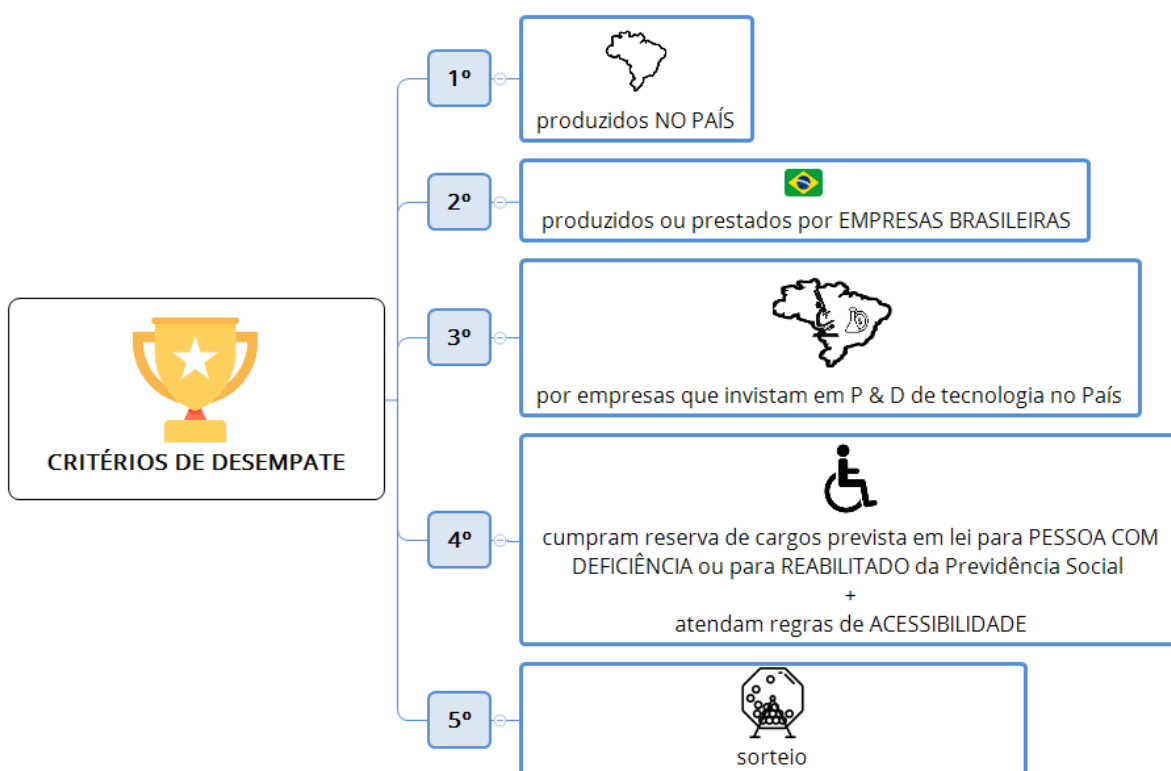 1º
produzidos NO PAÍS
2º
produzidos ou prestados por EMPRESAS BRASILEIRAS
3º
por empresas que invistam em P & D de tecnologia no País
CRITÉRIOS DE DESEMPATE
4º
cumpram reserva de cargos prevista em lei para PESSOA COM
DEFICIÊNCIA ou para REABILITADO da Previdência Social
+
atendam regras de ACESSIBILIDADE
5º
sorteio